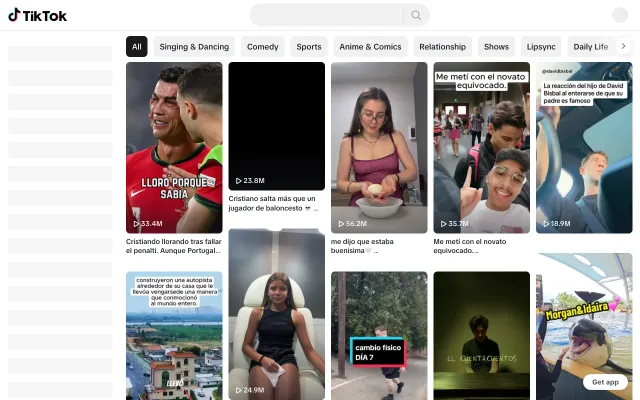 TikTok
All
Singing & Dancing
Comedy
Sports
Anime & Comics
Relationship
Shows
Lipsync
Daily Life
LLORÓ PORQUE
SABÍA
33.4M
Cristiando llorando tras fallar
el penalti. Aunque Portugal...
23.8M
Cristiano salta más que un
jugador de baloncesto 💀 ...
56.2M
me dijo que estaba
buenisima🤍 ...
Me metí con el novato
equivocado.
35.7M
Me metí con el novato
equivocado....
@davidbisbal
La reacción del hijo de David
Bisbal al enterarse de que su
padre es famoso
18.9M
construyeron una autopista
alrededor de su casa que le
llevóa vengarsede una manera
que conmocionó
al mundo entero.
LLEVÓ
24.9M
cambio físico
DÍA 7
EL CUENTACUENTOS
Morgan&Idaira💕
Get app